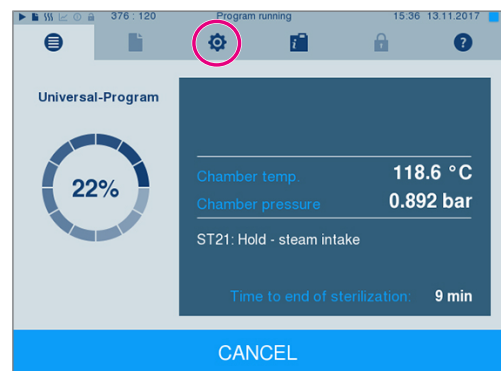 376 : 120 Program running 15:36 13.11.2017
Universal-Program
22%
Chamber temp. 118.6 °C
Chamber pressure 0.892 bar
ST21: Hold - steam intake
Time to end of sterilization: 9 min
CANCEL